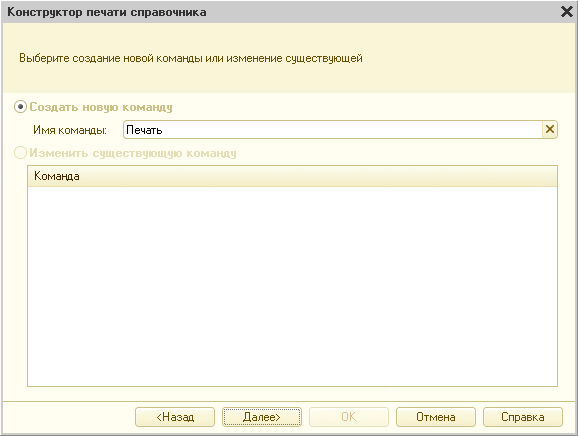 Конструктор печати справочника
Выберите создание новой команды или изменение существующей
Создать новую команду
Имя команды: Печать
Изменить существующую команду
Команда
<Назад Далее> OK Отмена Справка